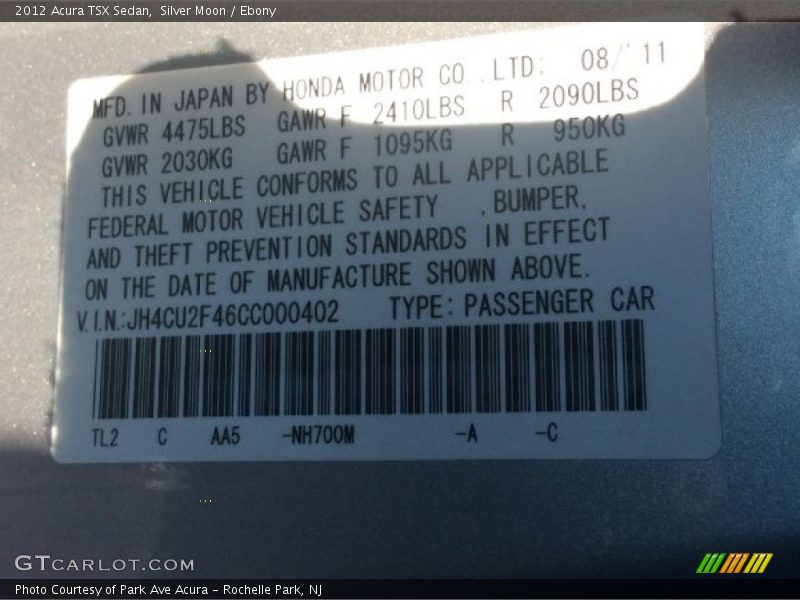 2012 Acura TSX Sedan,  Silver Moon / Ebony
MFD. IN JAPAN BY HONDA MOTOR CO.,LTD: 08/'11
GVWR 4475LBS GAWR F 2410LBS R 2090LBS
GVWR 2030KG GAWR F 1095KG R 950KG
THIS VEHICLE CONFORMS TO ALL APPLICABLE
FEDERAL MOTOR VEHICLE SAFETY ,BUMPER,
AND THEFT PREVENTION STANDARDS IN EFFECT
ON THE DATE OF MANUFACTURE SHOWN ABOVE.
V.I.N.:JH4CU2F46CC000402 TYPE: PASSENGER CAR
TL2 C AA5 -NH700M -A -C
GTCARLOT.COM
Photo Courtesy of Park Ave Acura - Rochelle Park, NJ